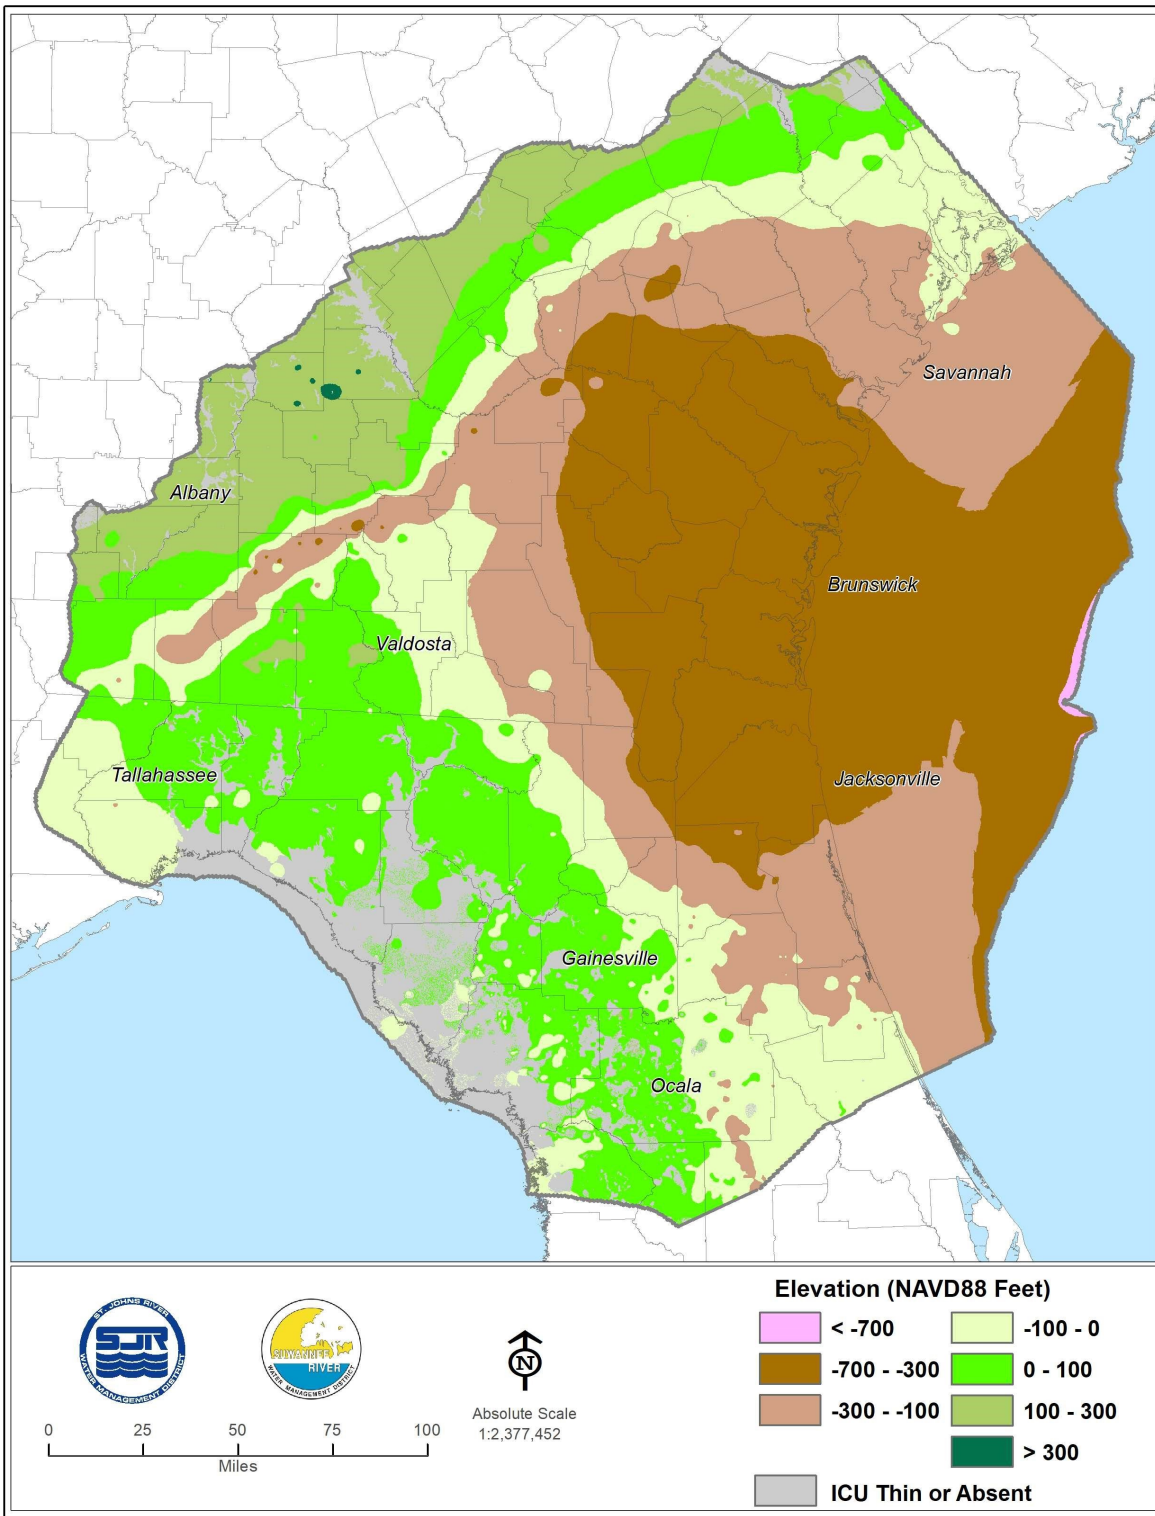 Savannah
Albany
Brunswick
Valdosta
Tallahassee
Jacksonville
Gainesville
Ocala
Elevation (NAVD88 Feet)
< -700
-100 - 0
-700 - -300
0 - 100
-300 - -100
100 - 300
> 300
ICU Thin or Absent
ST. JOHNS RIVER
SJR
WATER MANAGEMENT DISTRICT
SUWANNEE
RIVER
WATER MANAGEMENT DISTRICT
N
Absolute Scale
1:2,377,452
0 25 50 75 100
Miles